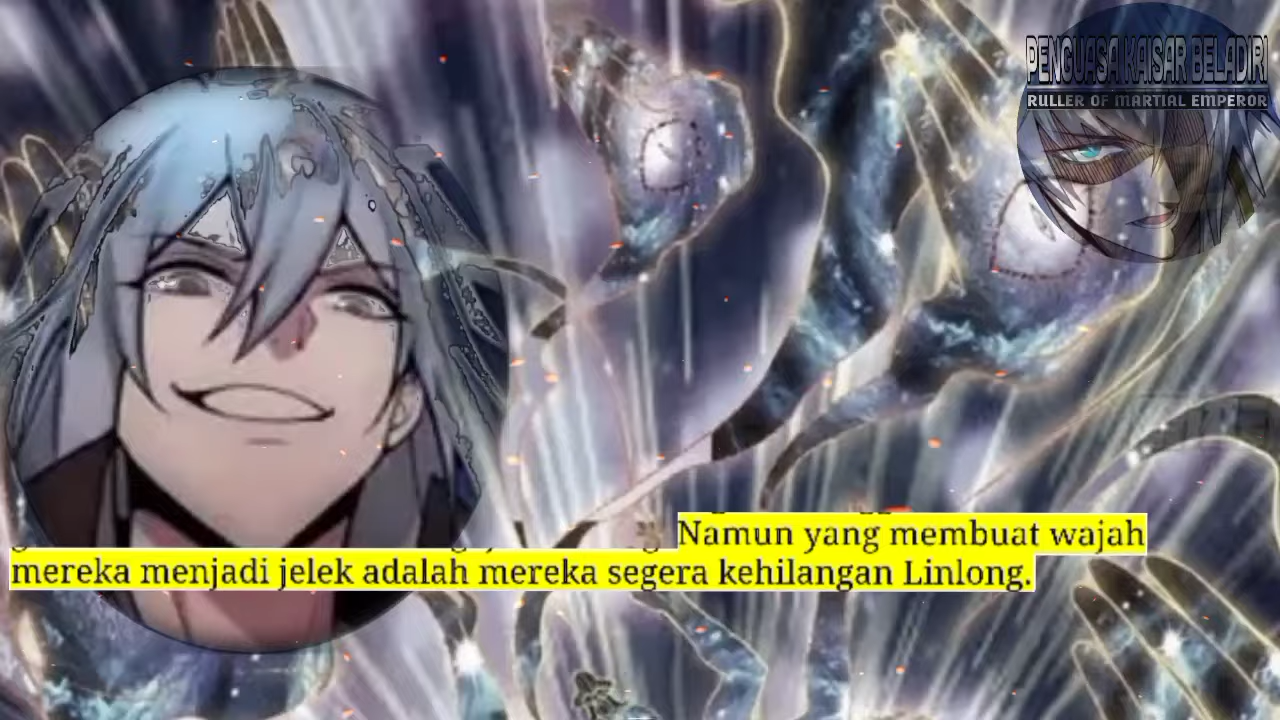 PENGUASA KAISAR BELADIRI
RULLER OF MARTIAL EMPEROR
Namun yang membuat wajah
mereka menjadi jelek adalah mereka segera kehilangan Linlong.